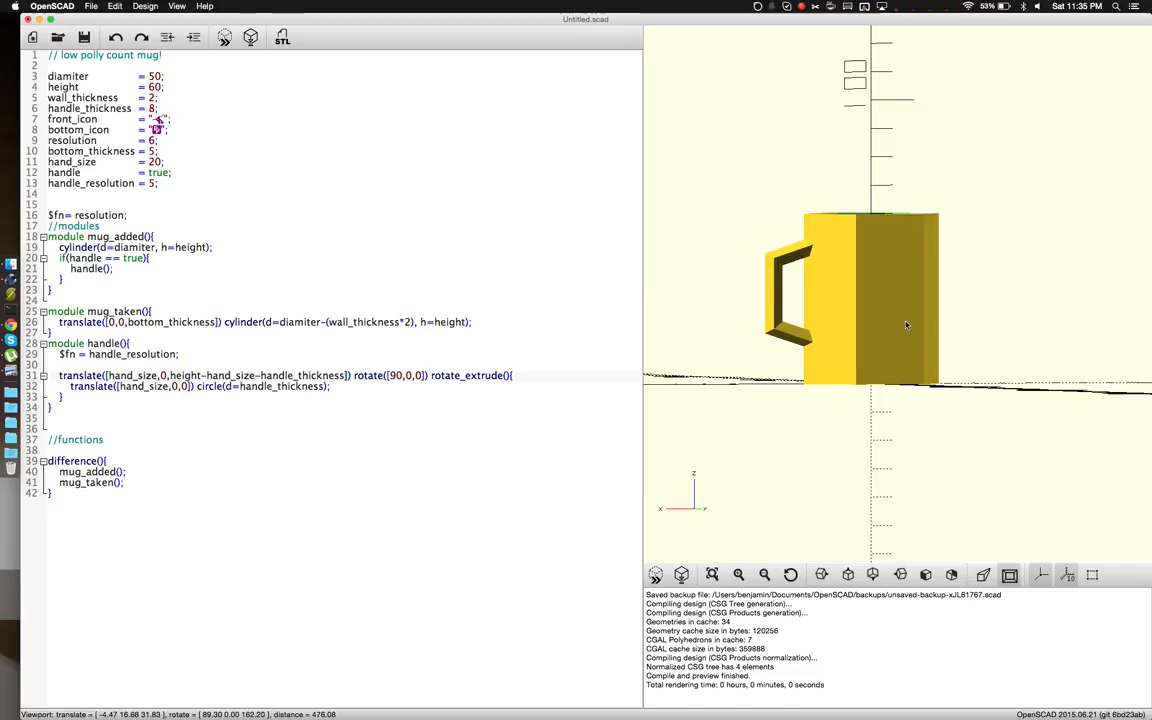 OpenSCAD File Edit Design View Help
53% Sat 11:35 PM
Untitled.scad
STL
1 // low polly count mug!
2
3 diamiter = 50;
4 height = 60;
5 wall_thickness = 2;
6 handle_thickness = 8;
7 front_icon = " ";
8 bottom_icon = " ";
9 resolution = 6;
10 bottom_thickness = 5;
11 hand_size = 20;
12 handle = true;
13 handle_resolution = 5;
14
15
16 $fn= resolution;
17 //modules
18 module mug_added(){
19 cylinder(d=diamiter, h=height);
20 if(handle == true){
21 handle();
22 }
23 }
24
25 module mug_taken(){
26 translate([0,0,bottom_thickness]) cylinder(d=diamiter-(wall_thickness*2), h=height);
27 }
28 module handle(){
29 $fn = handle_resolution;
30
31 translate([hand_size,0,height-hand_size-handle_thickness]) rotate([90,0,0]) rotate_extrude(){
32 translate([hand_size,0,0]) circle(d=handle_thickness);
33 }
34 }
35
36
37 //functions
38
39 difference(){
40 mug_added();
41 mug_taken();
42 }
z
x
y
10
Saved backup file: /Users/benjamin/Documents/OpenSCAD/backups/unsaved-backup-xJL61767.scad
Compiling design (CSG Tree generation)...
Compiling design (CSG Products generation)...
Geometries in cache: 34
Geometry cache size in bytes: 120256
CGAL Polyhedrons in cache: 7
CGAL cache size in bytes: 359888
Compiling design (CSG Products normalization)...
Normalized CSG tree has 4 elements
Compile and preview finished.
Total rendering time: 0 hours, 0 minutes, 0 seconds
Viewport: translate = [ -4.47 16.68 31.83 ], rotate = [ 89.30 0.00 162.20 ], distance = 476.08
OpenSCAD 2015.06.21 (git 6bd23ab)